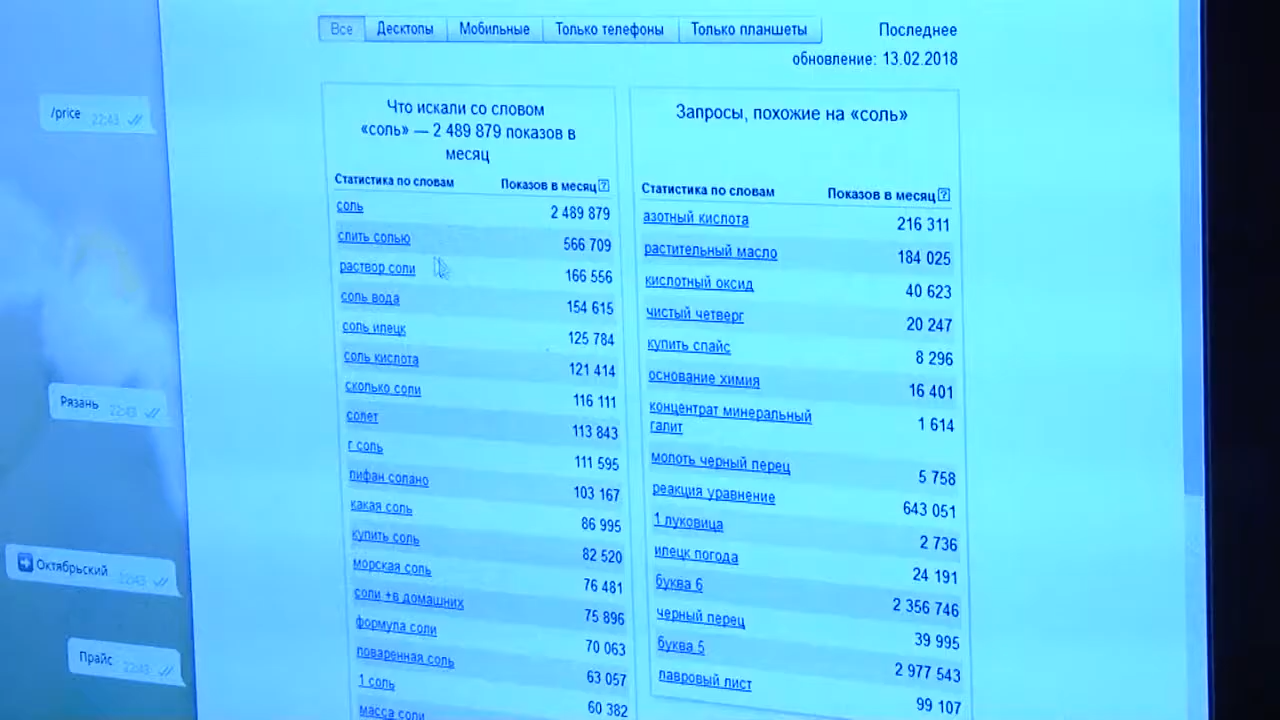 Все Десктопы Мобильные Только телефоны Только планшеты
Последнее
обновление: 13.02.2018
/price 22:43
Рязань 22:43
Октябрьский 22:43
Прайс 22:43
Что искали со словом
«соль» — 2 489 879 показов в
месяц
Статистика по словам Показов в месяц ?
соль 2 489 879
слить солью 566 709
раствор соли 166 556
соль вода 154 615
соль илецк 125 784
соль кислота 121 414
сколько соли 116 111
солет 113 843
г соль 111 595
лифан солано 103 167
какая соль 86 995
купить соль 82 520
морская соль 76 481
соли +в домашних 75 896
формула соли 70 063
поваренная соль 63 057
1 соль 60 382
масса соли
Запросы, похожие на «соль»
Статистика по словам Показов в месяц ?
азотный кислота 216 311
растительный масло 184 025
кислотный оксид 40 623
чистый четверг 20 247
купить спайс 8 296
основание химия 16 401
концентрат минеральный
галит 1 614
молоть черный перец 5 758
реакция уравнение 643 051
1 луковица 2 736
илецк погода 24 191
буква 6 2 356 746
черный перец 39 995
буква 5 2 977 543
лавровый лист 99 107